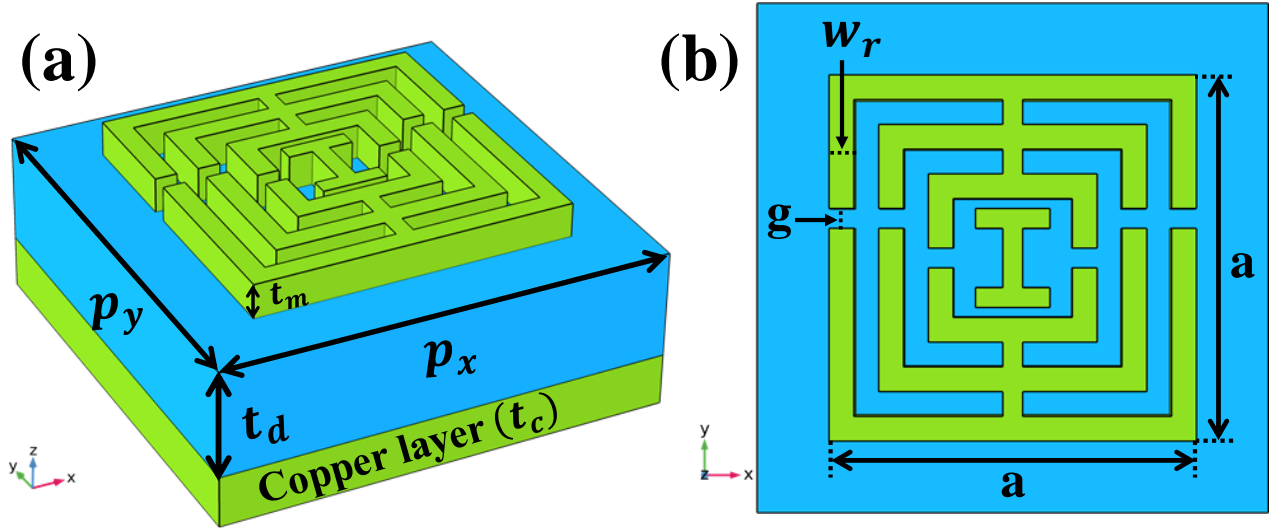 (a)
t_m
p_y
p_x
t_d
Copper layer (t_c)
z
y
x
(b)
w_r
g
a
a
y
z
x